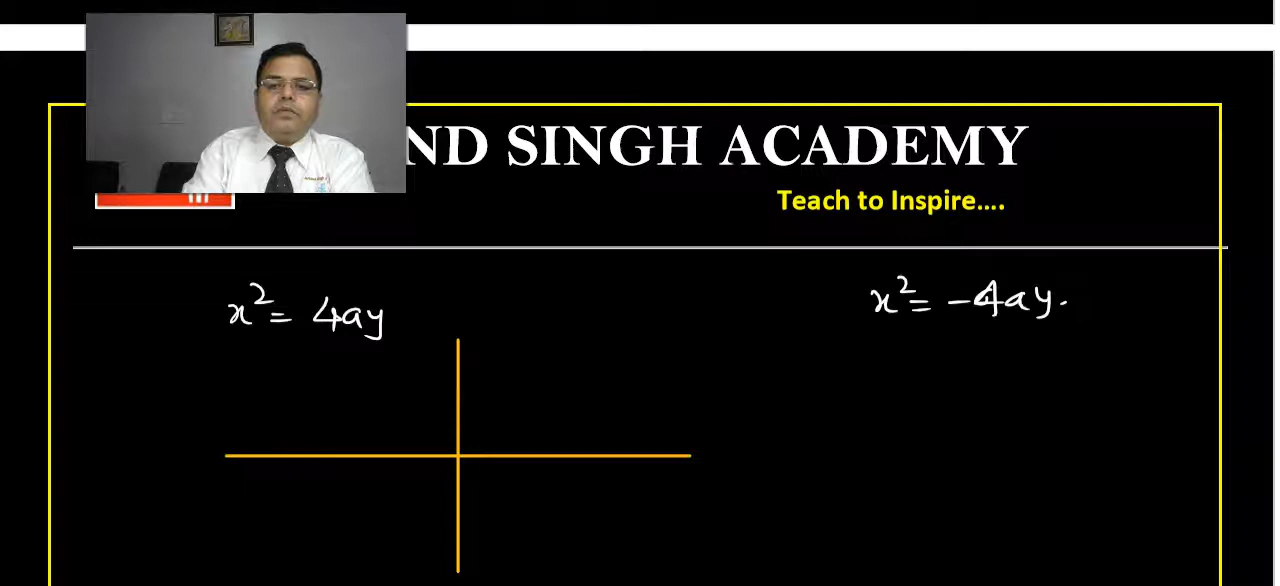 ND SINGH ACADEMY
Teach to Inspire....
x² = 4ay
x² = -4ay.